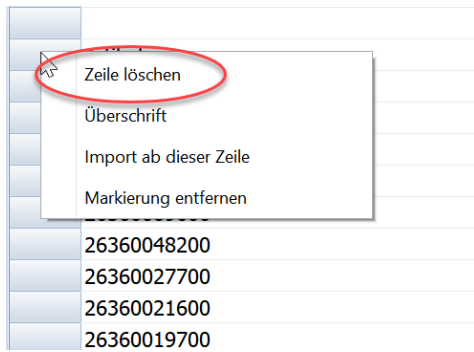 Zeile löschen
Überschrift
Import ab dieser Zeile
Markierung entfernen
26360048200
26360027700
26360021600
26360019700